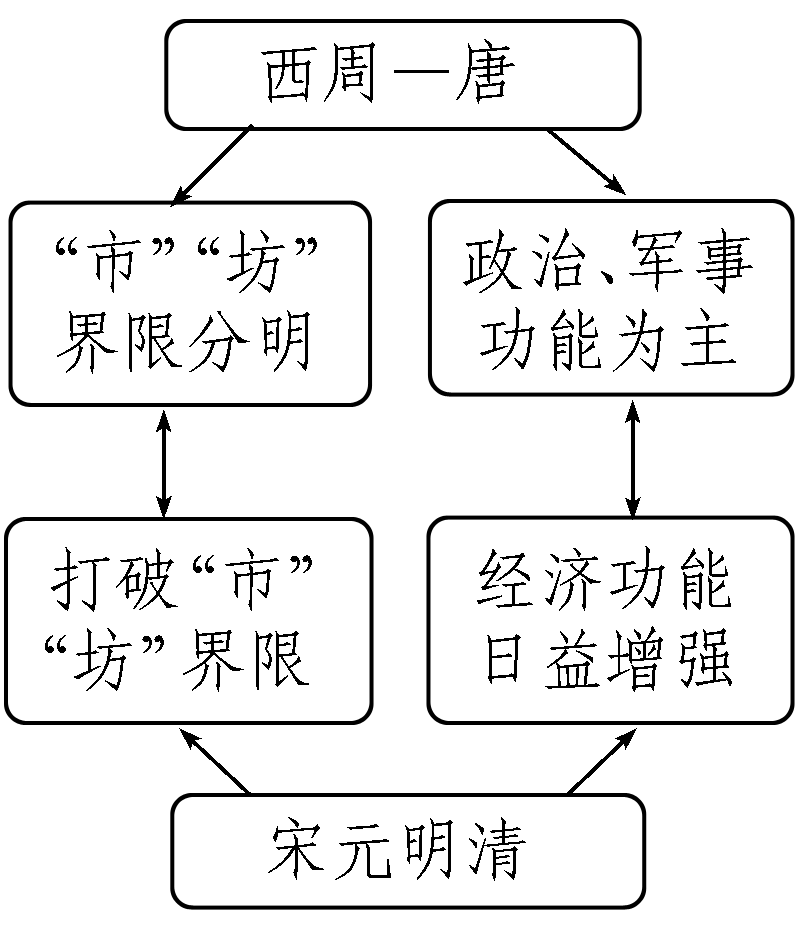 西周—唐
“市”“坊”
界限分明
政治、军事
功能为主
打破“市”
“坊”界限
经济功能
日益增强
宋元明清